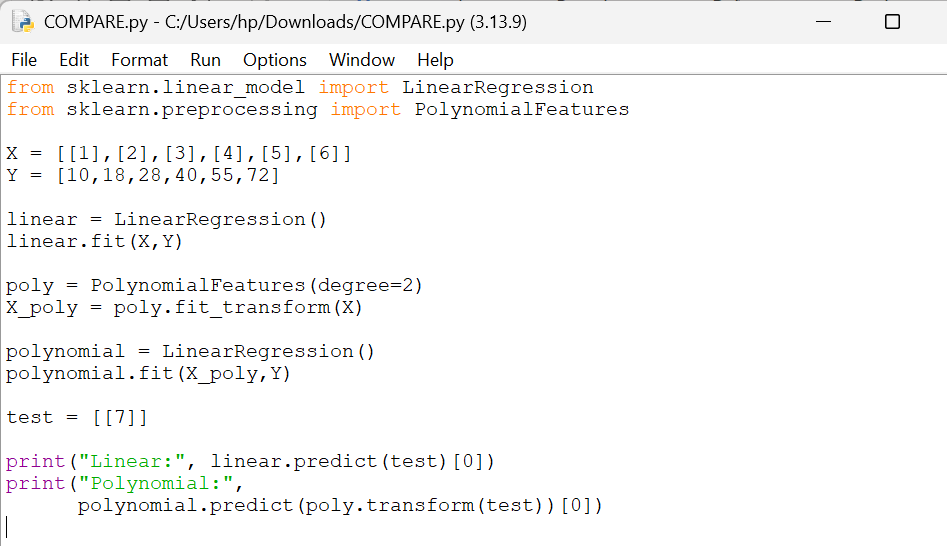 COMPARE.py - C:/Users/hp/Downloads/COMPARE.py (3.13.9)
File Edit Format Run Options Window Help
from sklearn.linear_model import LinearRegression
from sklearn.preprocessing import PolynomialFeatures

X = [[1],[2],[3],[4],[5],[6]]
Y = [10,18,28,40,55,72]

linear = LinearRegression()
linear.fit(X,Y)

poly = PolynomialFeatures(degree=2)
X_poly = poly.fit_transform(X)

polynomial = LinearRegression()
polynomial.fit(X_poly,Y)

test = [[7]]

print("Linear:", linear.predict(test)[0])
print("Polynomial:",
      polynomial.predict(poly.transform(test))[0])